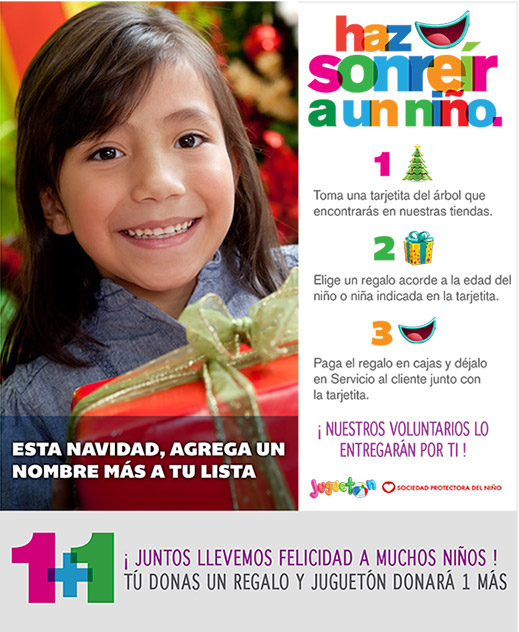 haz
sonreír
a un niño.
1
Toma una tarjetita del árbol que
encontrarás en nuestras tiendas.
2
Elige un regalo acorde a la edad del
niño o niña indicada en la tarjetita.
3
Paga el regalo en cajas y déjalo
en Servicio al cliente junto con
la tarjetita.
¡ NUESTROS VOLUNTARIOS LO
ENTREGARÁN POR TI !
Juguetón
SOCIEDAD PROTECTORA DEL NIÑO
ESTA NAVIDAD, AGREGA UN
NOMBRE MÁS A TU LISTA
1+1
¡ JUNTOS LLEVEMOS FELICIDAD A MUCHOS NIÑOS !
TÚ DONAS UN REGALO Y JUGUETÓN DONARÁ 1 MÁS